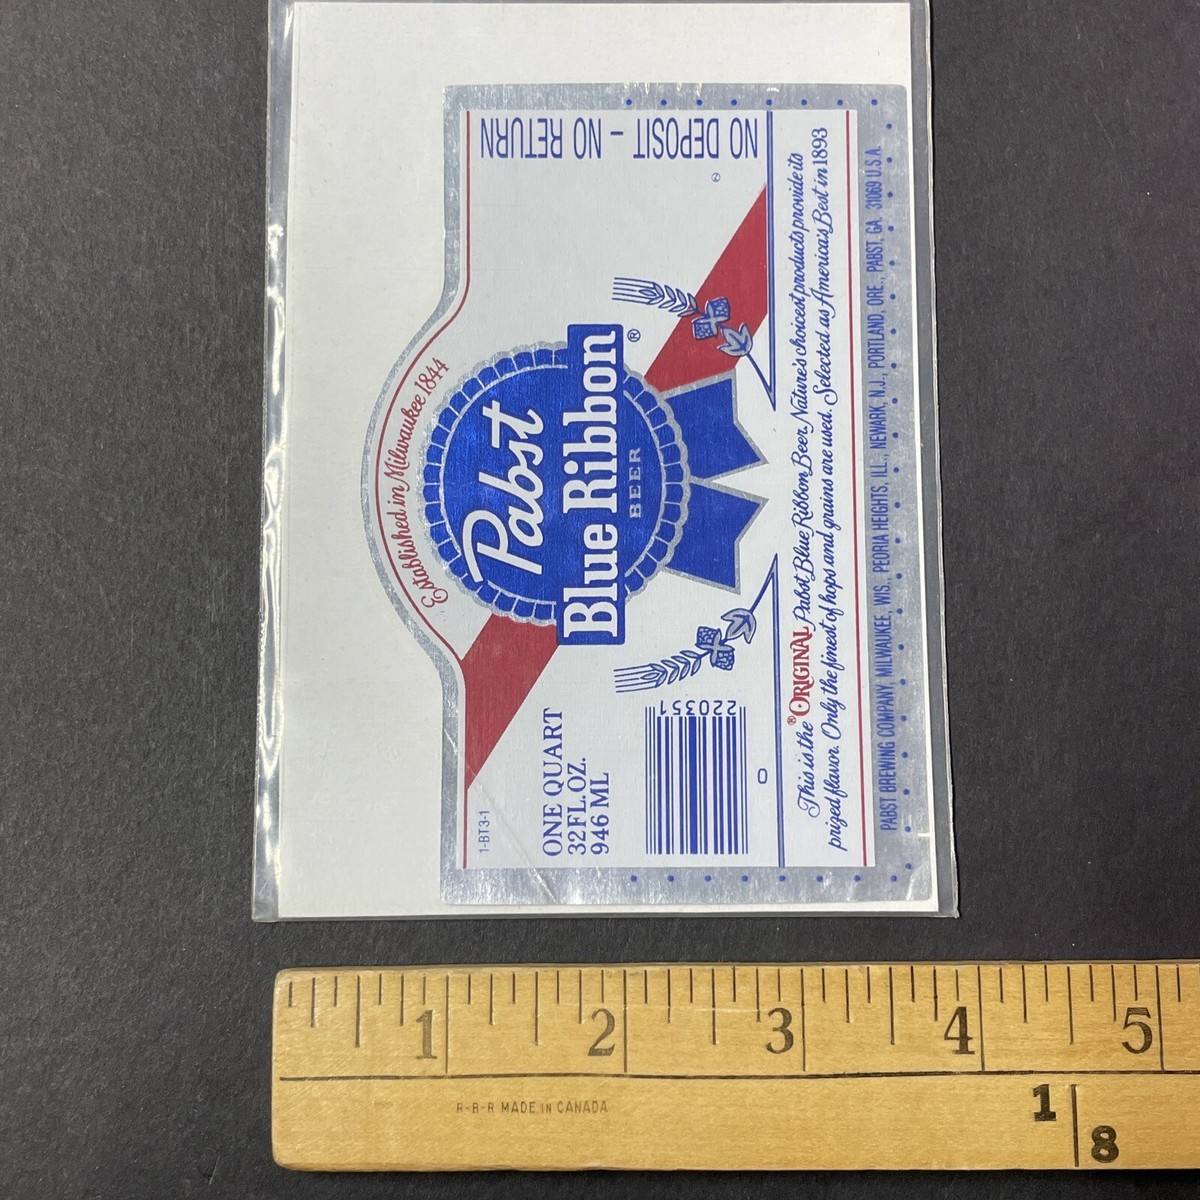 NO DEPOSIT – NO RETURN
Established in Milwaukee 1844
Pabst
Blue Ribbon®
BEER
1-BT3-1
ONE QUART
32 FL. OZ.
946 ML
220351
0
This is the ®ORIGINAL Pabst Blue Ribbon Beer. Nature's choicest products provide its
prized flavor. Only the finest of hops and grains are used. Selected as America's Best in 1893
PABST BREWING COMPANY, MILWAUKEE, WIS., PEORIA HEIGHTS, ILL., NEWARK, N.J., PORTLAND, ORE., PABST, GA 31069 U.S.A.
1 2 3 4 5
R-B-R MADE IN CANADA
1
8